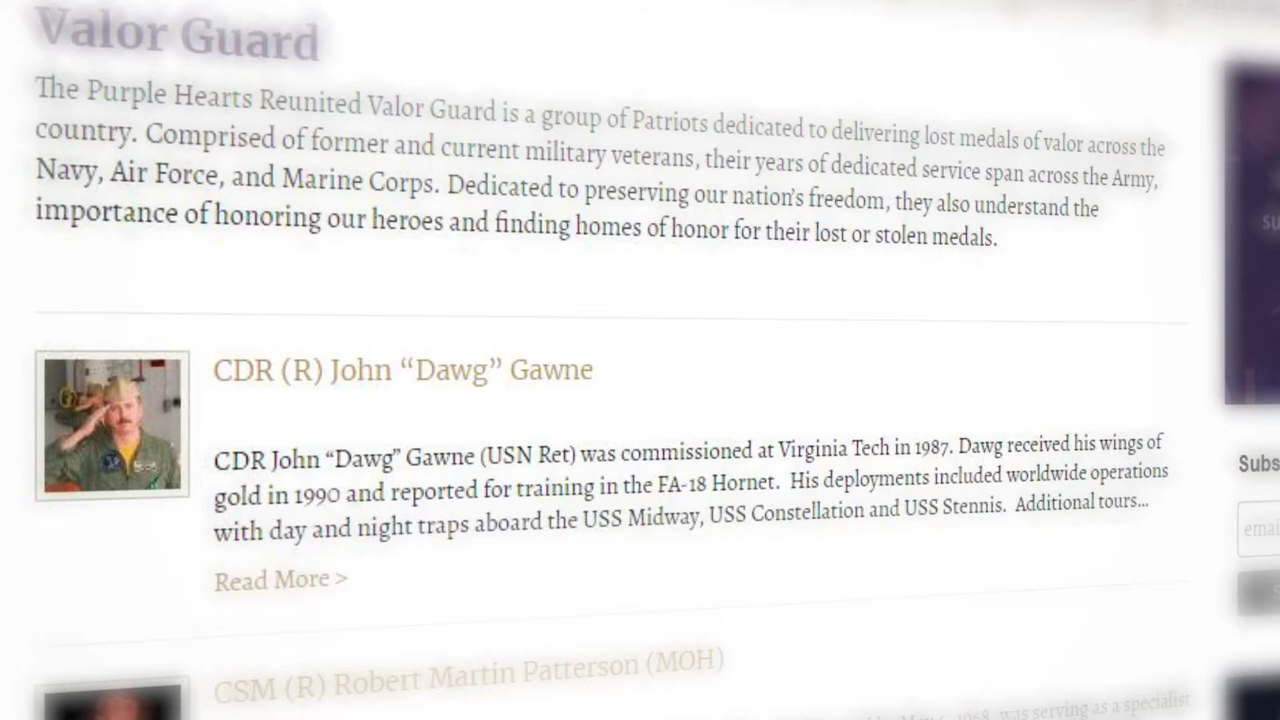 Valor Guard
The Purple Hearts Reunited Valor Guard is a group of Patriots dedicated to delivering lost medals of valor across the
country. Comprised of former and current military veterans, their years of dedicated service span across the Army,
Navy, Air Force, and Marine Corps. Dedicated to preserving our nation's freedom, they also understand the
importance of honoring our heroes and finding homes of honor for their lost or stolen medals.
CDR (R) John “Dawg” Gawne
CDR John “Dawg” Gawne (USN Ret) was commissioned at Virginia Tech in 1987. Dawg received his wings of
gold in 1990 and reported for training in the FA-18 Hornet. His deployments included worldwide operations
with day and night traps aboard the USS Midway, USS Constellation and USS Stennis. Additional tours...
Read More >
CSM (R) Robert Martin Patterson (MOH)
1968, was serving as a specialist
Subs
emai